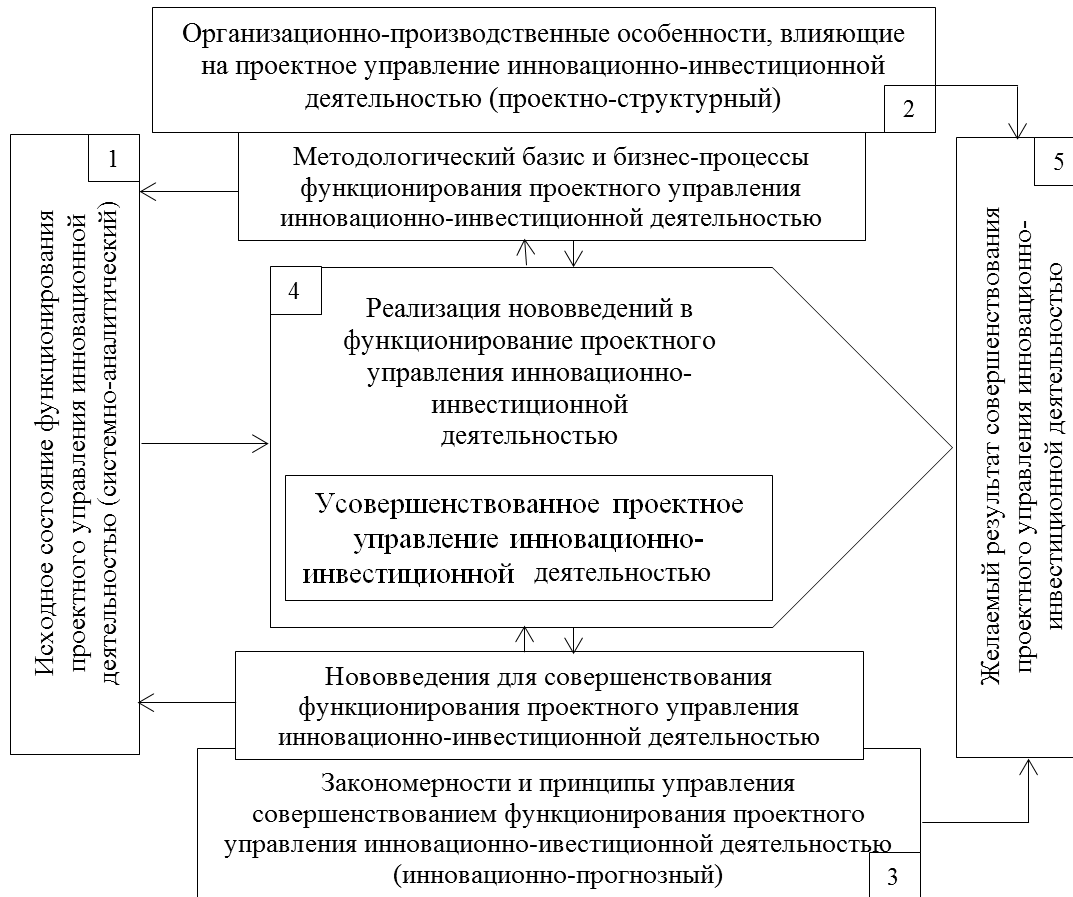 Организационно-производственные особенности, влияющие
на проектное управление инновационно-инвестиционной
деятельностью (проектно-структурный)
2
Методологический базис и бизнес-процессы
функционирования проектного управления
инновационно-инвестиционной деятельностью
1
Исходное состояние функционирования
проектного управления инновационной
деятельностью (системно-аналитический)
4
Реализация нововведений в
функционирование проектного
управления инновационно-
инвестиционной
деятельностью
Усовершенствованное проектное
управление инновационно-
инвестиционной деятельностью
5
Желаемый результат совершенствования
проектного управления инновационно-
инвестиционной деятельностью
Нововведения для совершенствования
функционирования проектного управления
инновационно-инвестиционной деятельностью
Закономерности и принципы управления
совершенствованием функционирования проектного
управления инновационно-ивестиционной деятельностью
(инновационно-прогнозный)
3